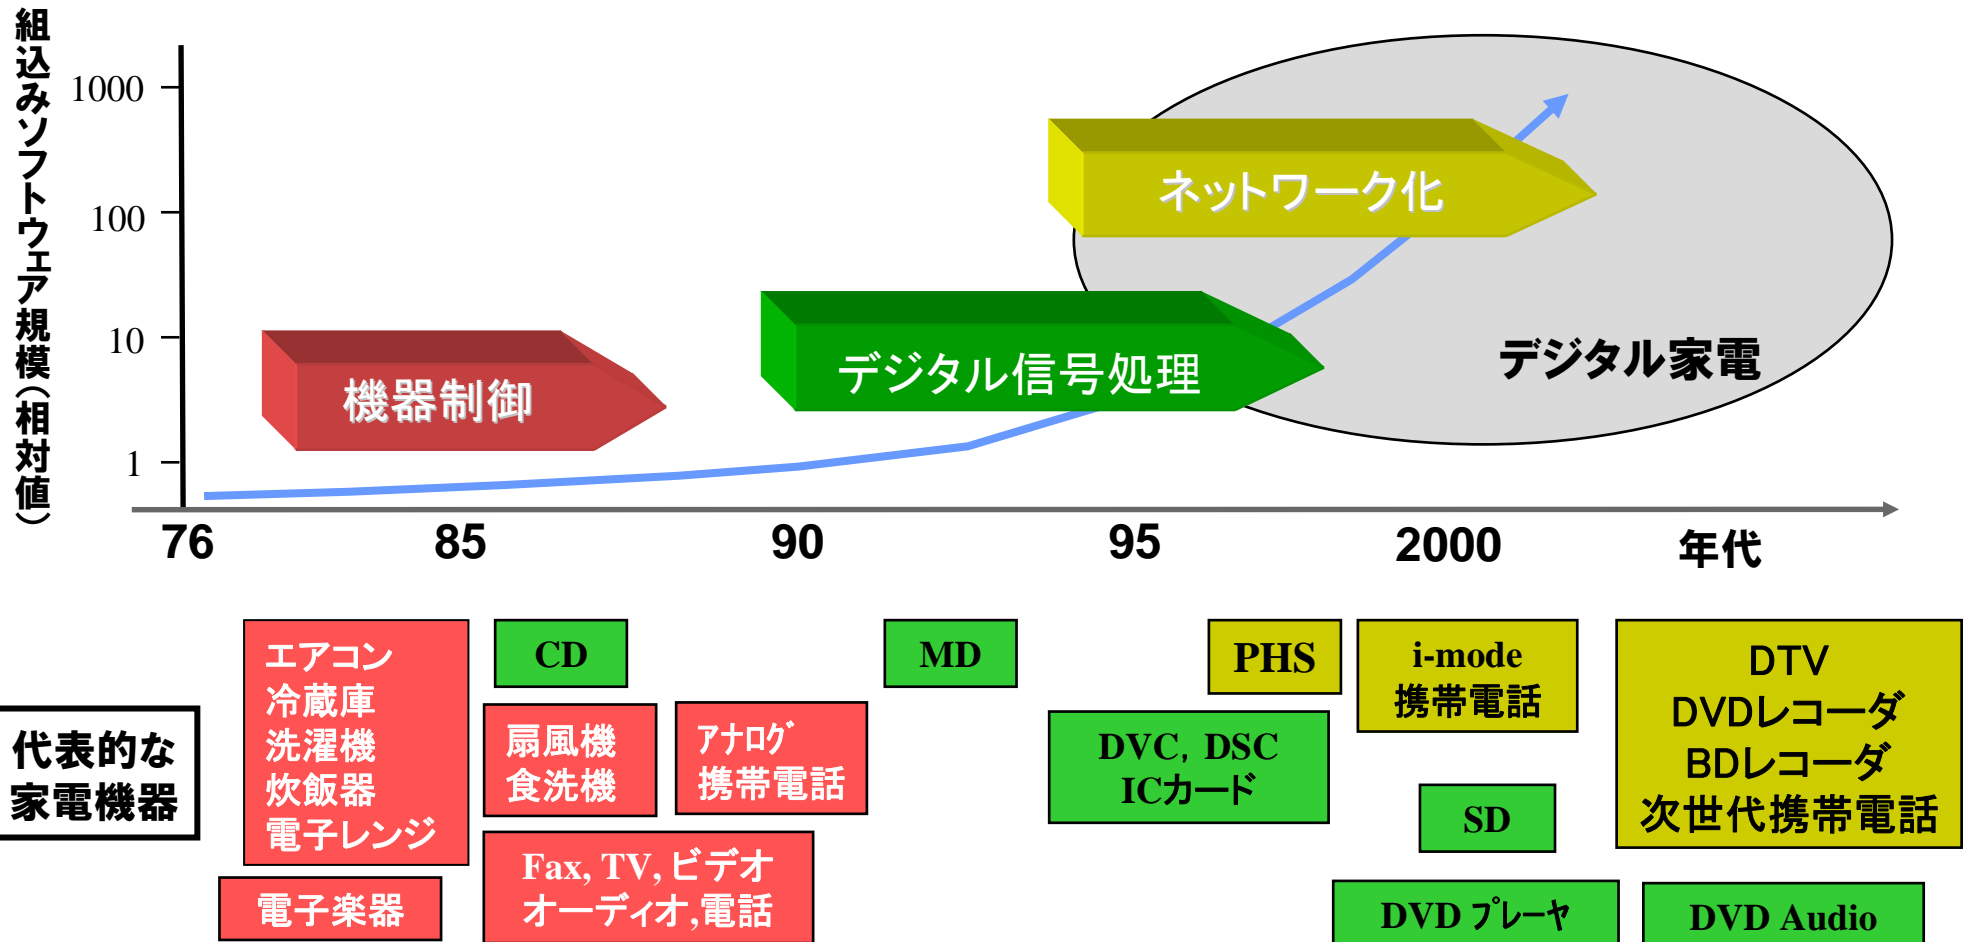 組込みソフトウェア規模(相対値)
1000
100
10
1
機器制御
デジタル信号処理
ネットワーク化
デジタル家電
76
85
90
95
2000
年代
代表的な
家電機器
エアコン
冷蔵庫
洗濯機
炊飯器
電子レンジ
電子楽器
CD
扇風機
食洗機
アナログ
携帯電話
Fax, TV, ビデオ
オーディオ,電話
MD
DVC, DSC
ICカード
PHS
i-mode
携帯電話
SD
DVD プレーヤ
DTV
DVDレコーダ
BDレコーダ
次世代携帯電話
DVD Audio